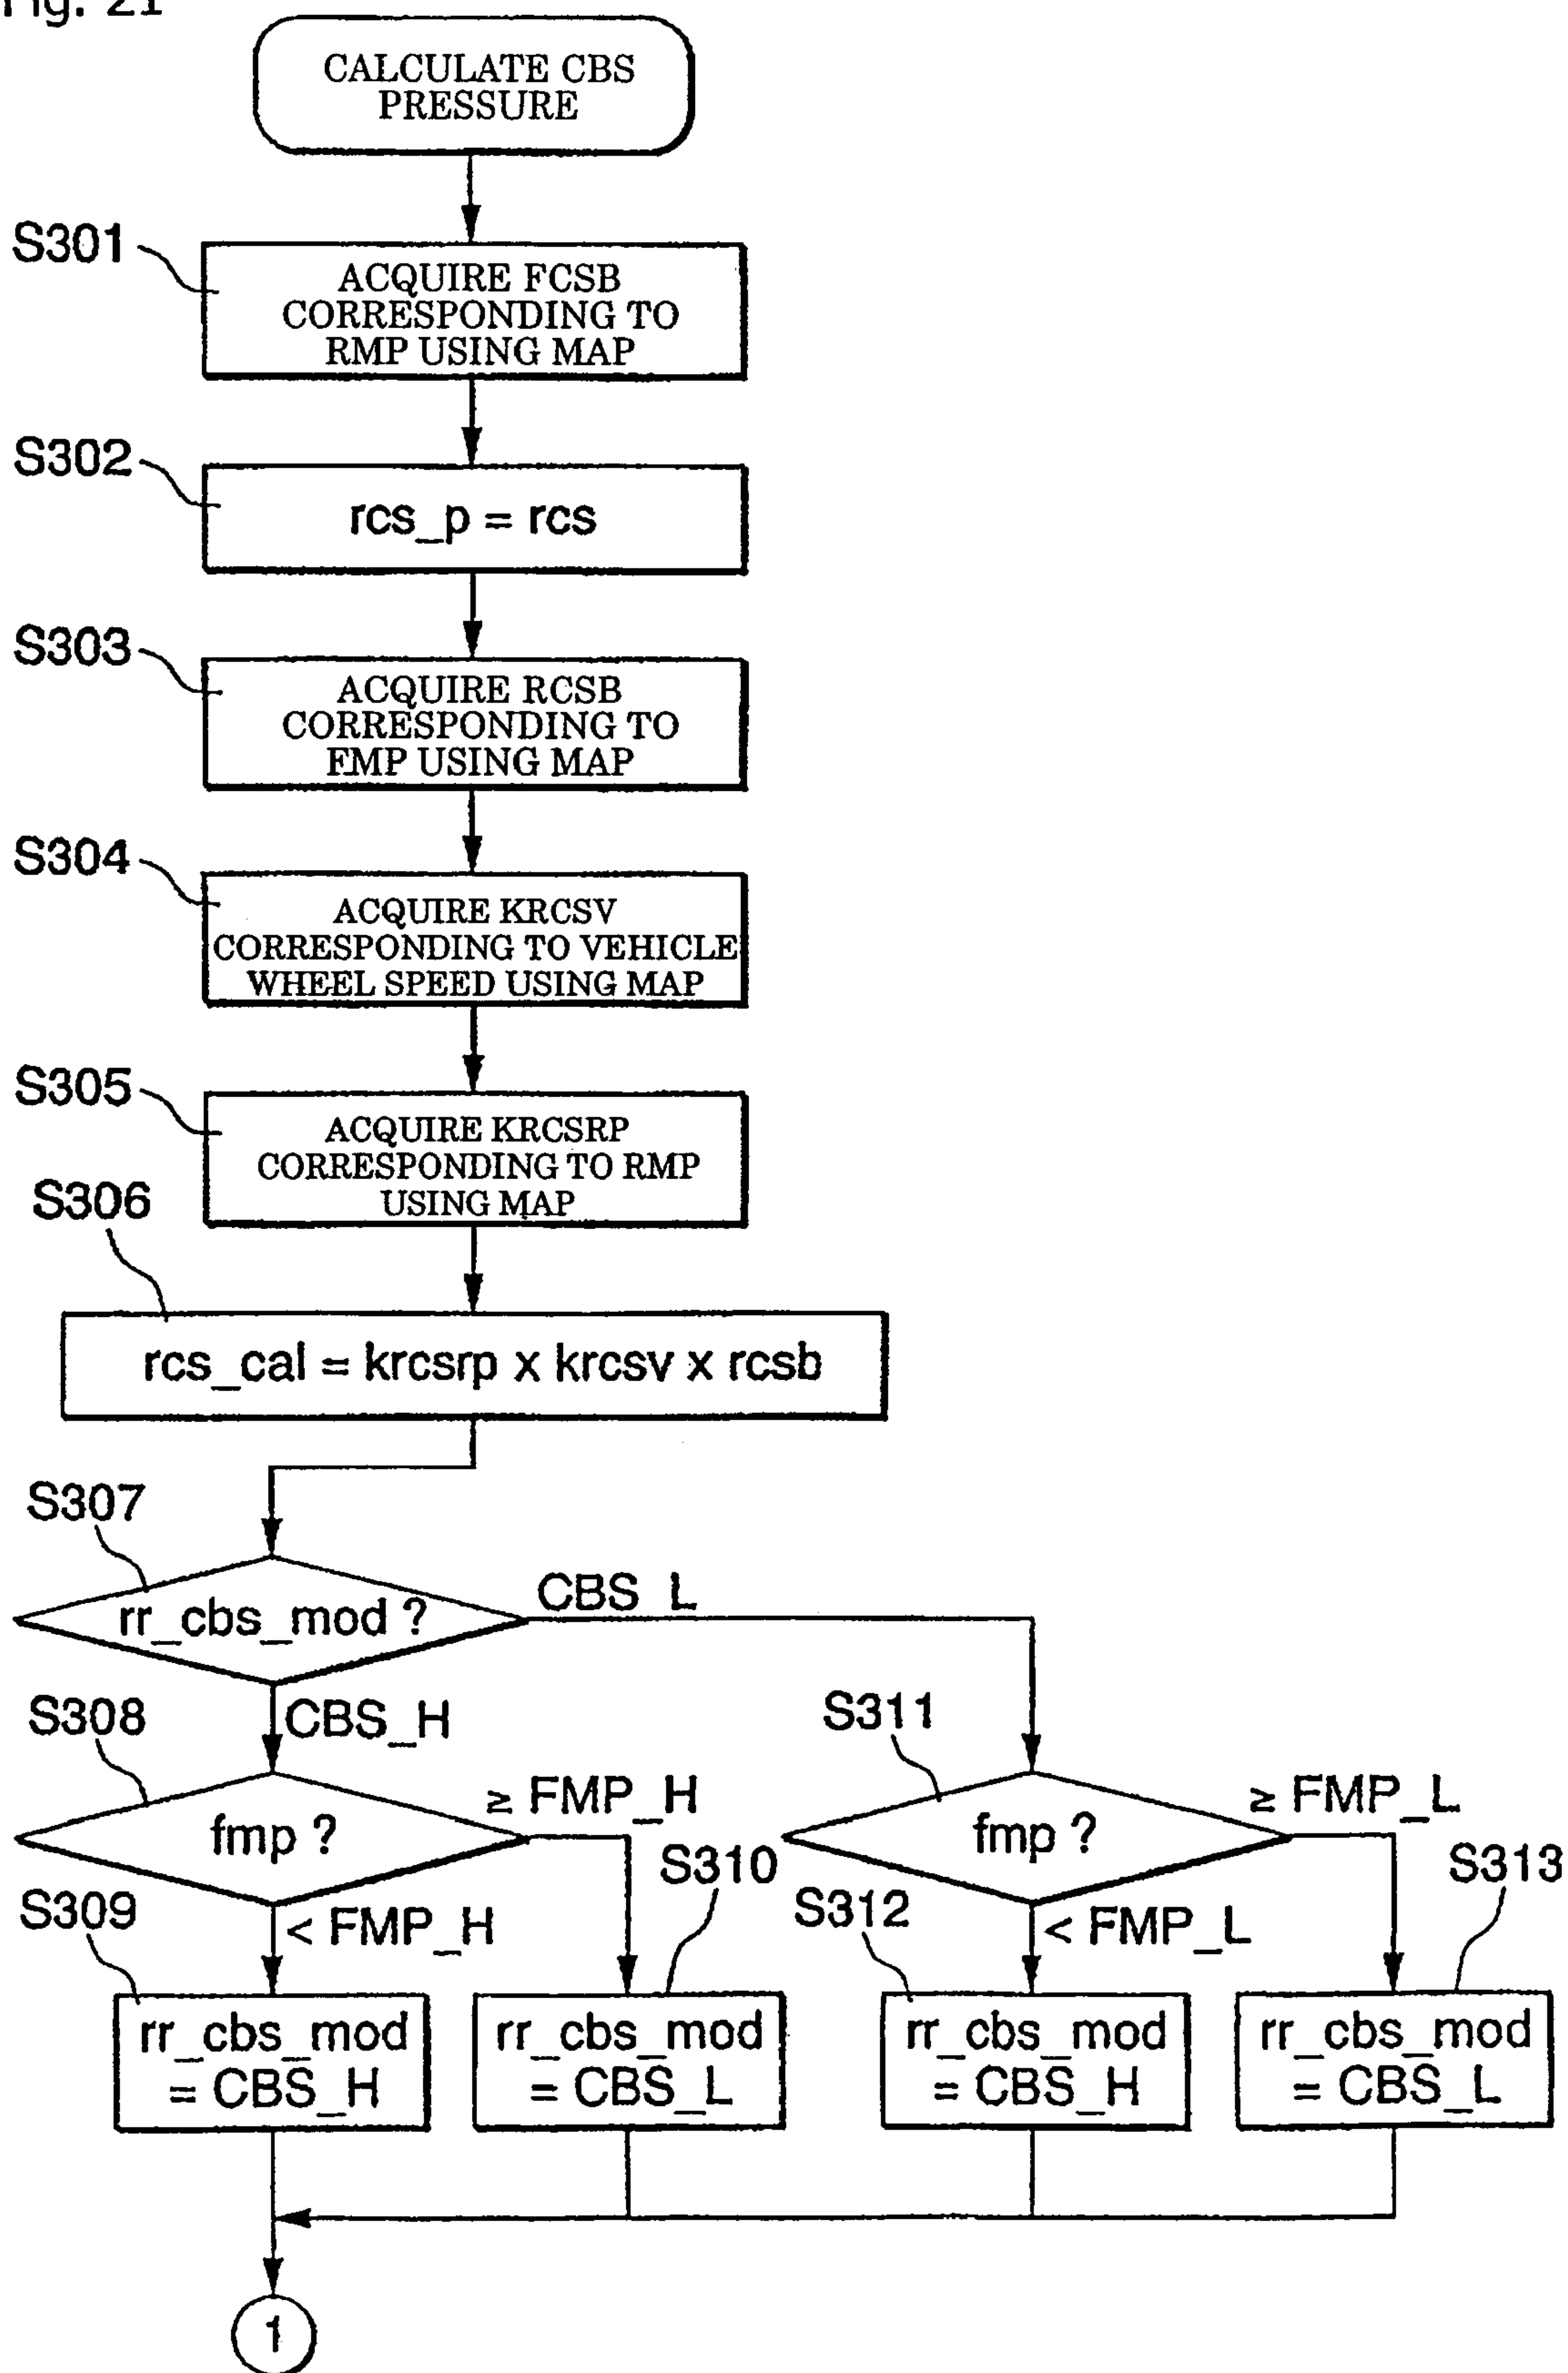 Fig. 21
CALCULATE CBS
PRESSURE
S301
ACQUIRE FCSB
CORRESPONDING TO
RMP USING MAP
S302
rcs_p = rcs
S303
ACQUIRE RCSB
CORRESPONDING TO
FMP USING MAP
S304
ACQUIRE KRCSV
CORRESPONDING TO VEHICLE
WHEEL SPEED USING MAP
S305
ACQUIRE KRCSRP
CORRESPONDING TO RMP
USING MAP
S306
rcs_cal = krcsrp x krcsv x rcsb
S307
rr_cbs_mod ?
CBS_L
CBS_H
S308
fmp ?
≥ FMP_H
< FMP_H
S311
fmp ?
≥ FMP_L
< FMP_L
S309
rr_cbs_mod
= CBS_H
S310
rr_cbs_mod
= CBS_L
S312
rr_cbs_mod
= CBS_H
S313
rr_cbs_mod
= CBS_L
1